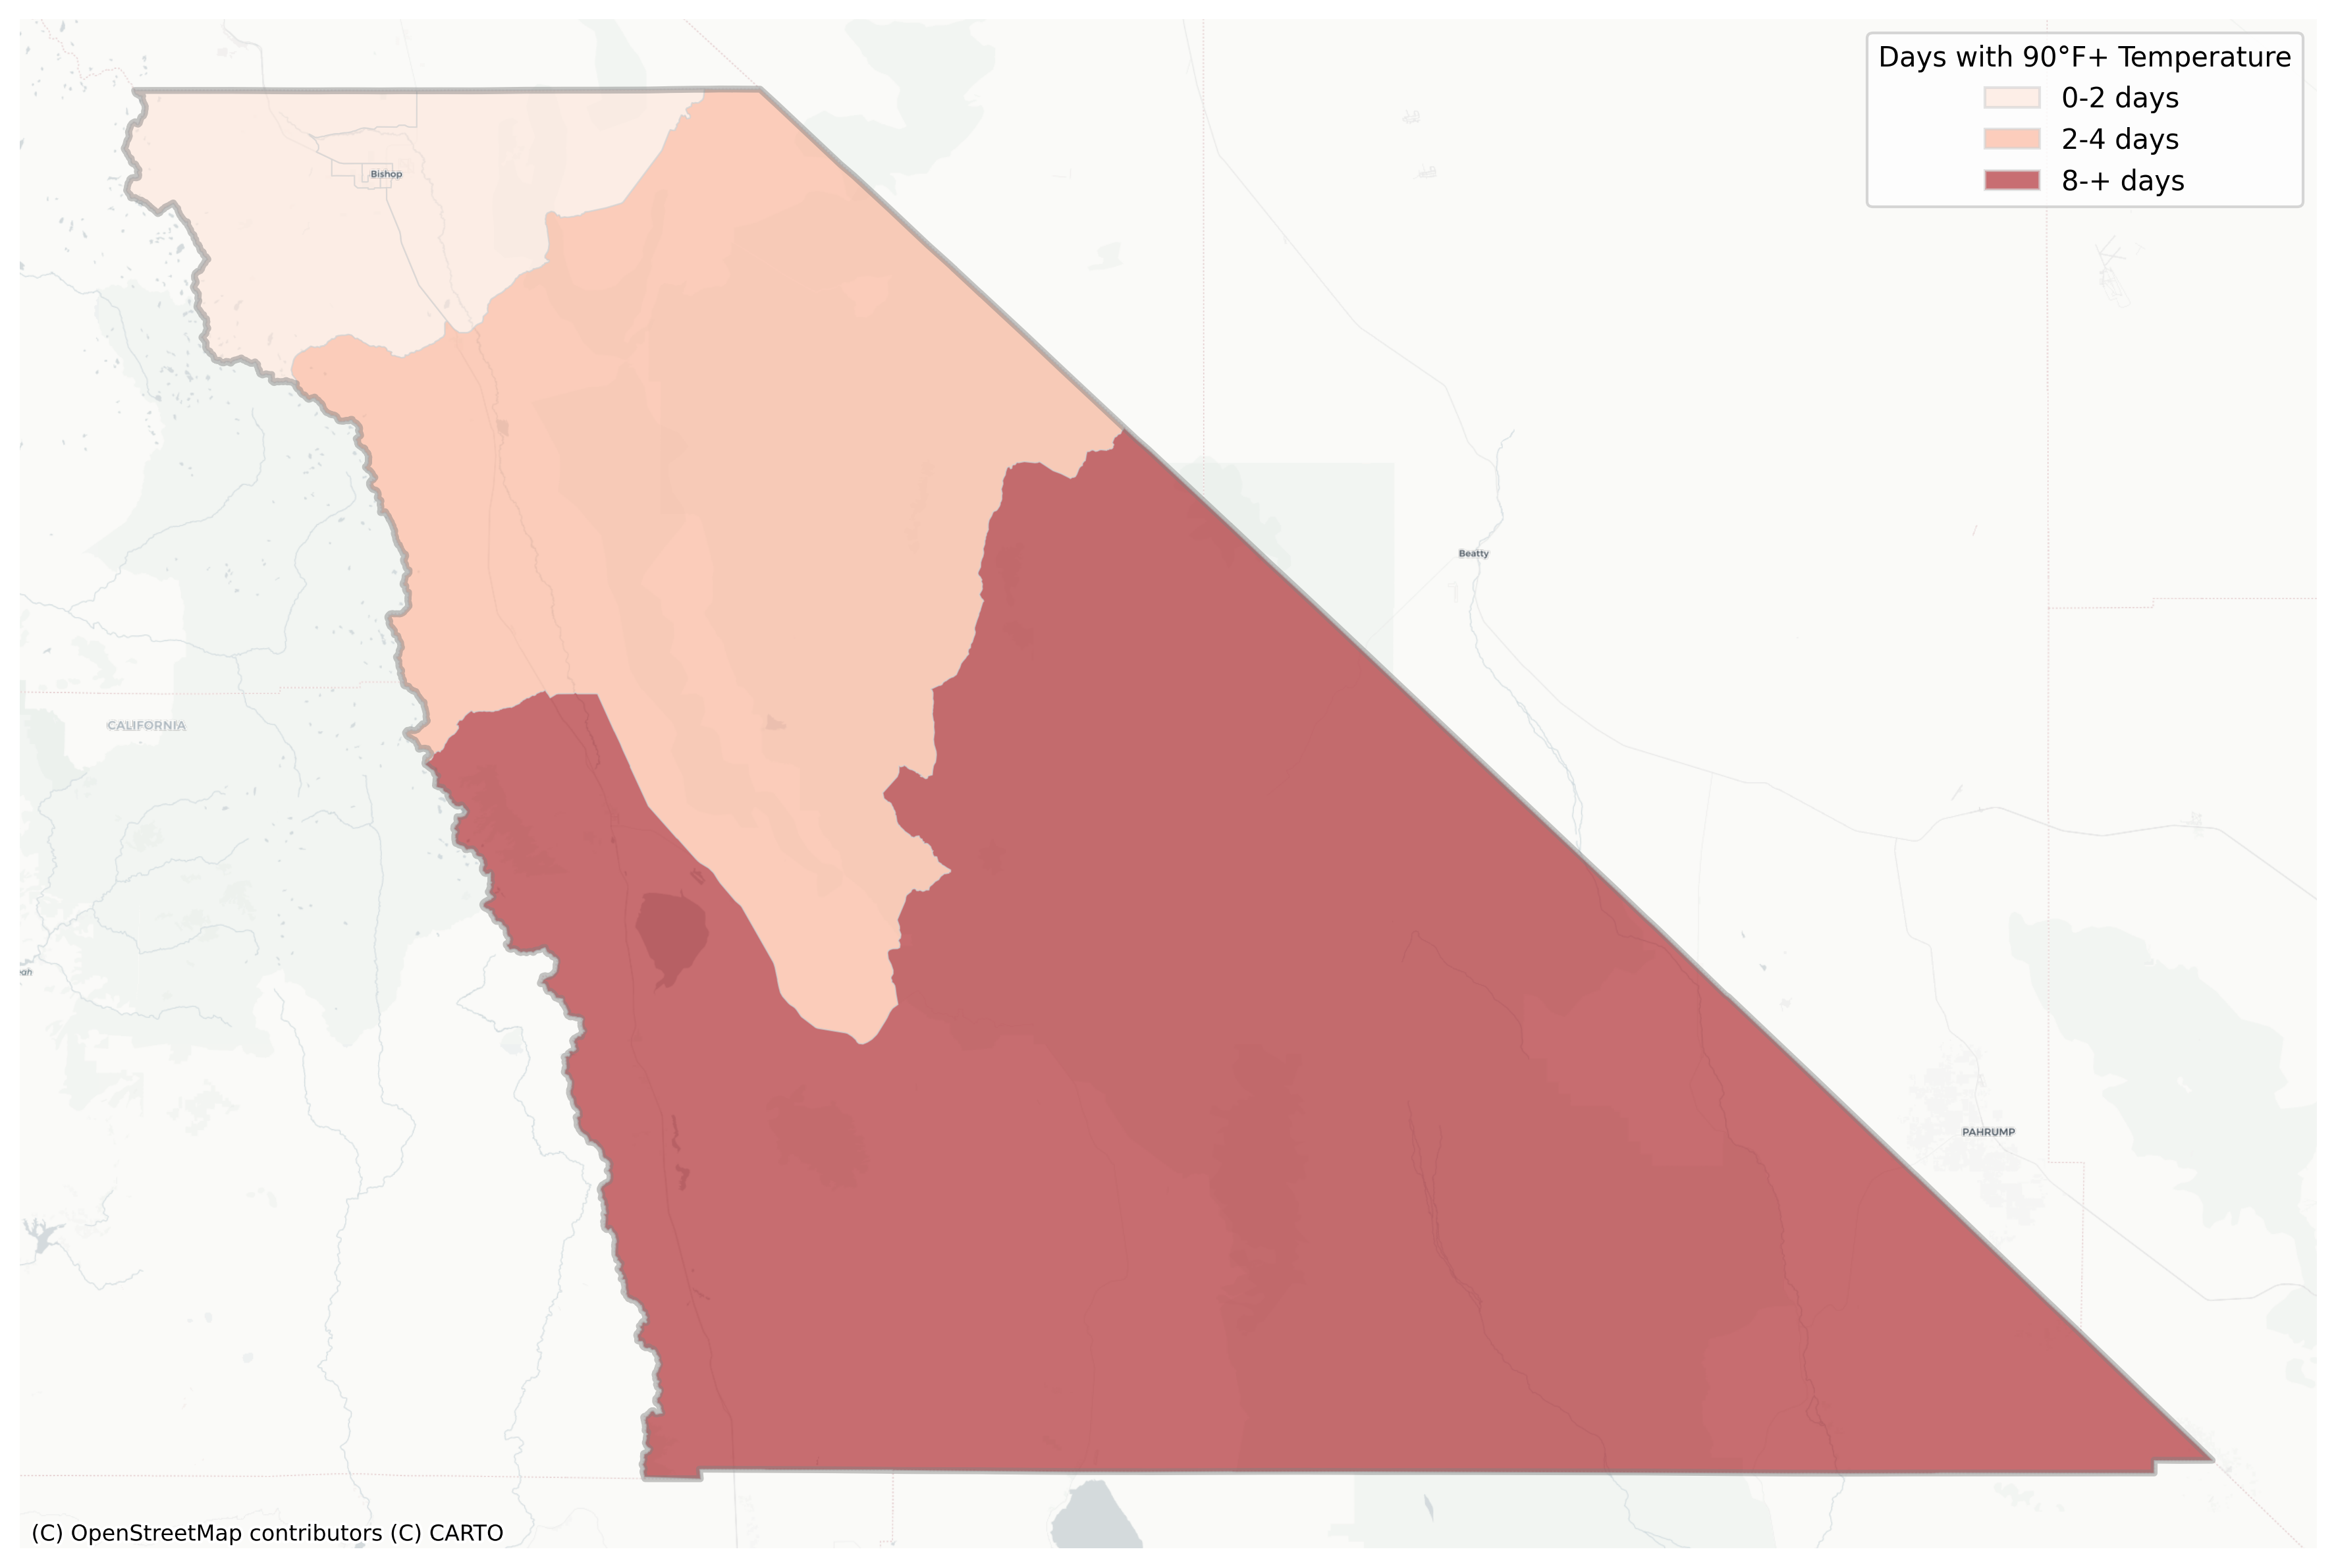 Days with 90°F+ Temperature
0-2 days
2-4 days
8-+ days
Bishop
Beatty
CALIFORNIA
eah
PAHRUMP
(C) OpenStreetMap contributors (C) CARTO